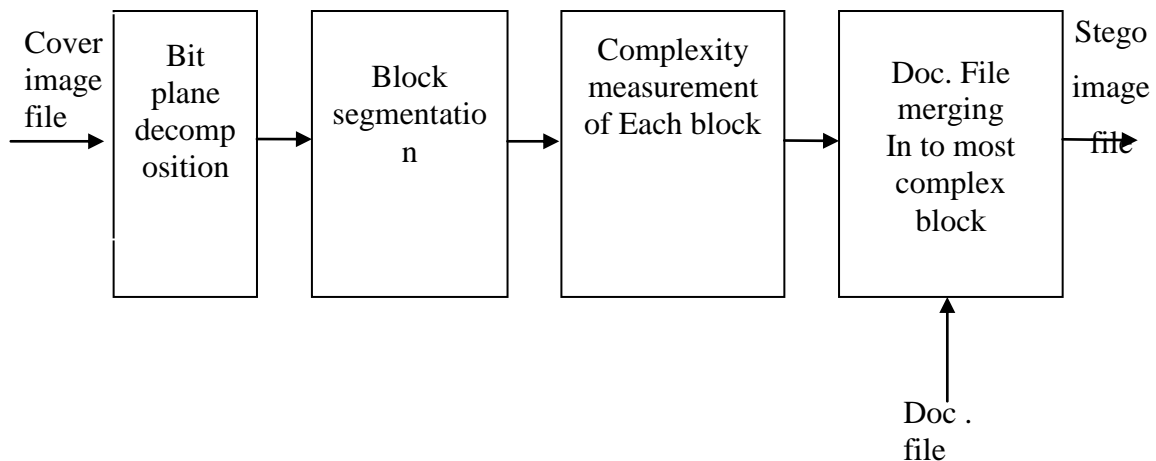 Cover
image
file
Bit
plane
decomp
osition
Block
segmentatio
n
Complexity
measurement
of Each block
Doc. File
merging
In to most
complex
block
Stego
image
file
Doc .
file